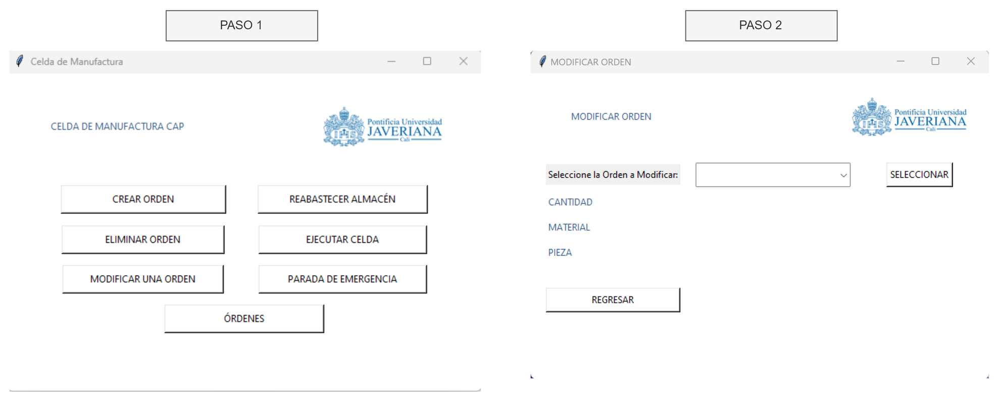 PASO 1
Celda de Manufactura
CELDA DE MANUFACTURA CAP
Pontificia Universidad
JAVERIANA
Cali
CREAR ORDEN
REABASTECER ALMACÉN
ELIMINAR ORDEN
EJECUTAR CELDA
MODIFICAR UNA ORDEN
PARADA DE EMERGENCIA
ÓRDENES
PASO 2
MODIFICAR ORDEN
MODIFICAR ORDEN
Pontificia Universidad
JAVERIANA
Cali
Seleccione la Orden a Modificar:
SELECCIONAR
CANTIDAD
MATERIAL
PIEZA
REGRESAR